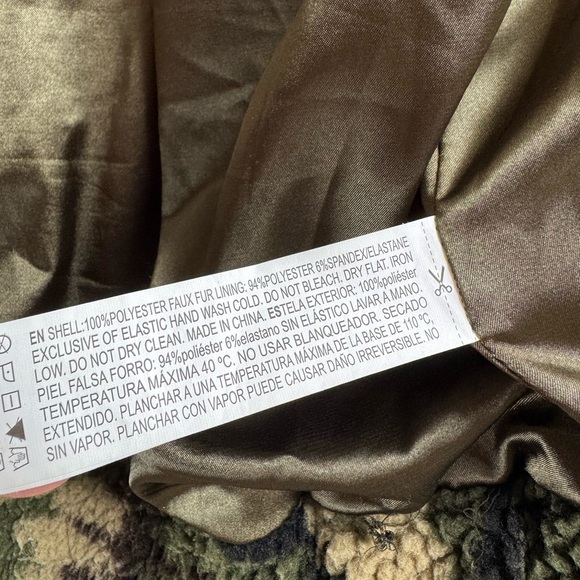 EN SHELL:100%POLYESTER FAUX FUR LINING: 94%POLYESTER 6%SPANDEX/ELASTANE
EXCLUSIVE OF ELASTIC HAND WASH COLD. DO NOT BLEACH. DRY FLAT. IRON
LOW. DO NOT DRY CLEAN. MADE IN CHINA. ESTELA EXTERIOR: 100%poliéster
PIEL FALSA FORRO: 94%poliéster 6%elastano SIN ELÁSTICO LAVAR A MANO.
TEMPERATURA MÁXIMA 40 ºC. NO USAR BLANQUEADOR. SECADO
EXTENDIDO. PLANCHAR A UNA TEMPERATURA MÁXIMA DE LA BASE DE 110 °C,
SIN VAPOR. PLANCHAR CON VAPOR PUEDE CAUSAR DAÑO IRREVERSIBLE. NO